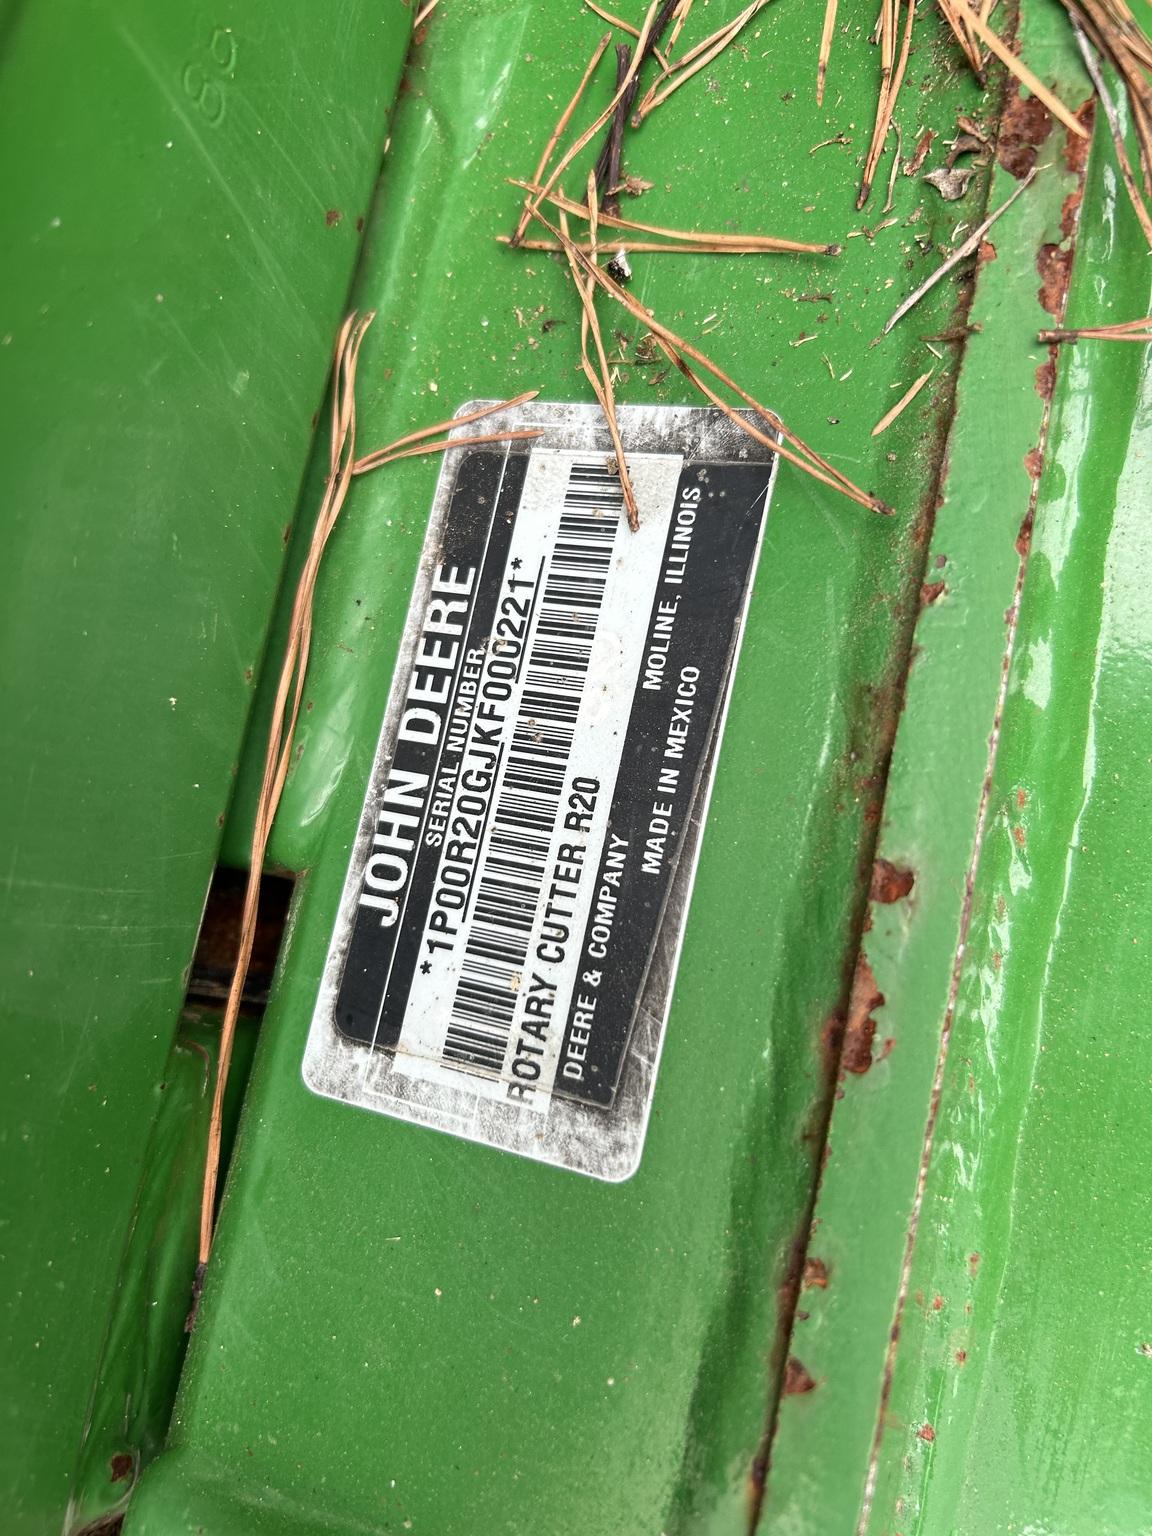 JOHN DEERE
SERIAL NUMBER
*1P00R20GJKF000221*
ROTARY CUTTER R20
DEERE & COMPANY MOLINE, ILLINOIS
MADE IN MEXICO